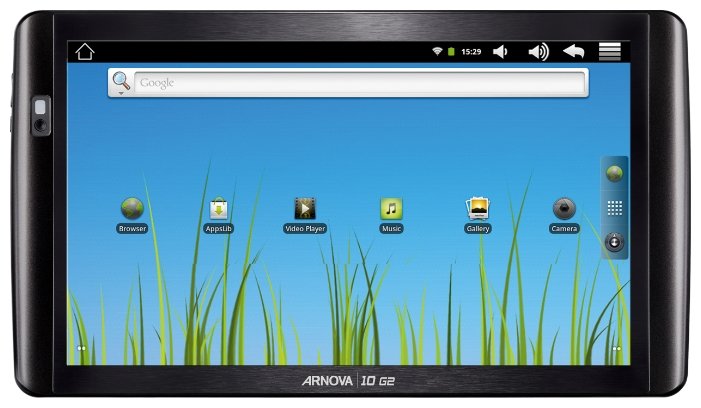 15:29
Google
Browser
AppsLib
Video Player
Music
Gallery
Camera
ARNOVA 10 G2